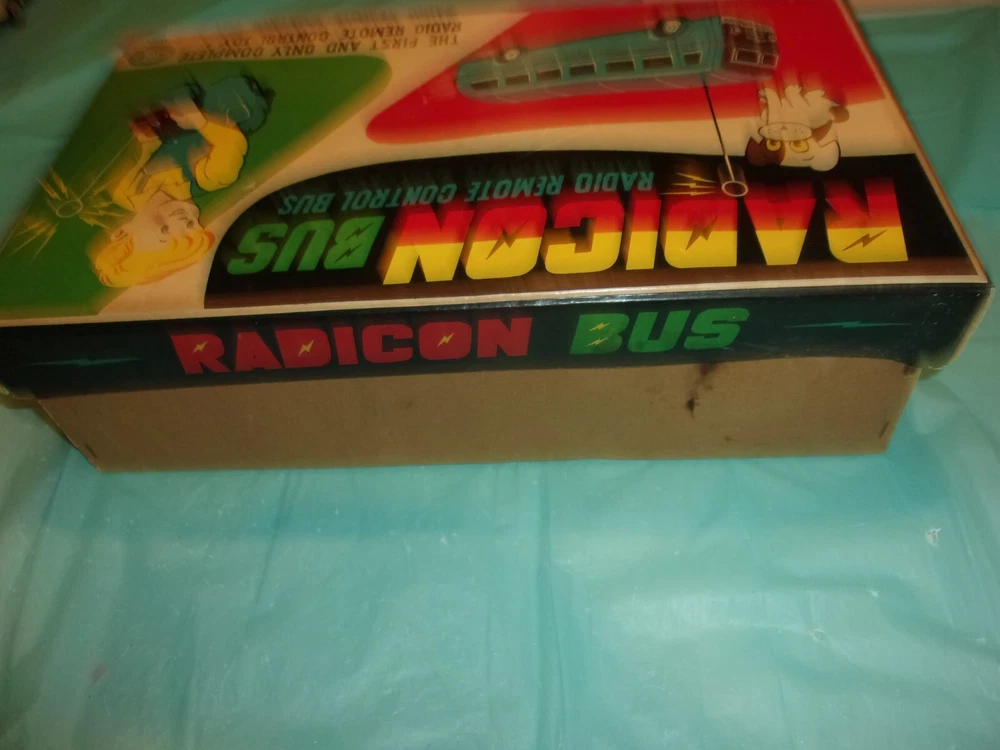 THE FIRST AND ONLY COMPLETE
RADIO REMOTE CONTROL TOY
RADICON BUS
RADIO REMOTE CONTROL BUS
RADICON BUS